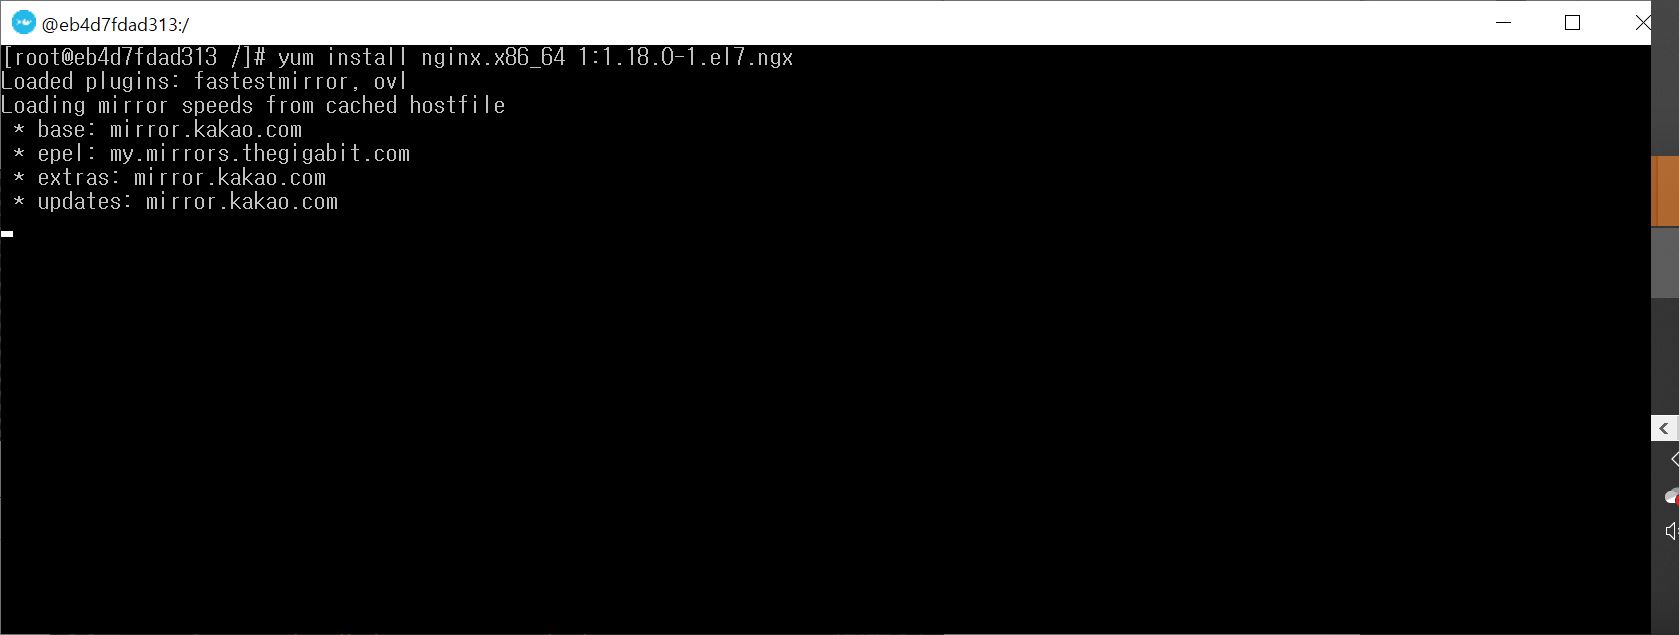 @eb4d7fdad313:/
[root@eb4d7fdad313 /]# yum install nginx.x86_64 1:1.18.0-1.el7.ngx
Loaded plugins: fastestmirror, ovl
Loading mirror speeds from cached hostfile
 * base: mirror.kakao.com
 * epel: my.mirrors.thegigabit.com
 * extras: mirror.kakao.com
 * updates: mirror.kakao.com